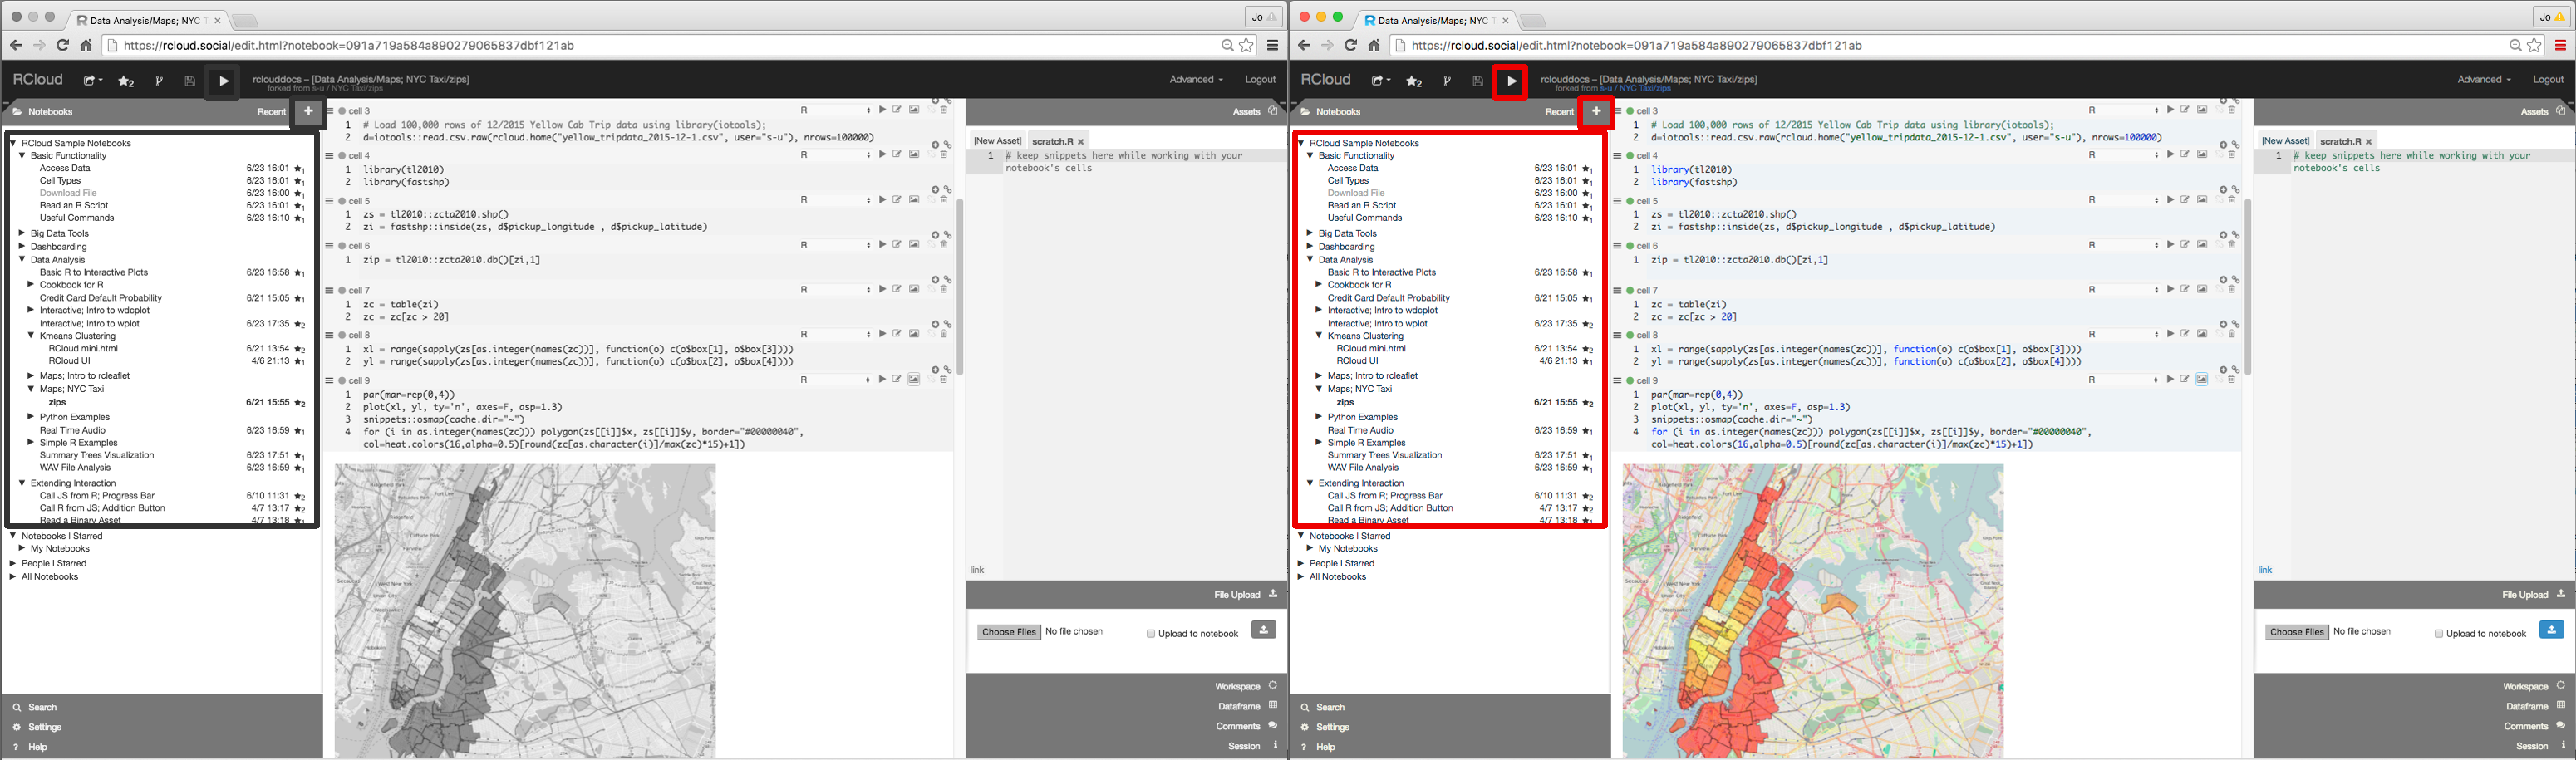 Data Analysis/Maps; NYC T
Jo
https://rcloud.social/edit.html?notebook=091a719a584a890279065837dbf121ab
RCloud
2
rclouddocs – [Data Analysis/Maps; NYC Taxi/zips]
forked from s-u / NYC Taxi/zips
Advanced
Logout
Notebooks
Recent
RCloud Sample Notebooks
Basic Functionality
Access Data 6/23 16:01 1
Cell Types 6/23 16:01 1
Download File 6/23 16:00 1
Read an R Script 6/23 16:01 1
Useful Commands 6/23 16:10 1
Big Data Tools
Dashboarding
Data Analysis
Basic R to Interactive Plots 6/23 16:58 1
Cookbook for R
Credit Card Default Probability 6/21 15:05 1
Interactive; Intro to wdcplot
Interactive; Intro to wplot 6/23 17:35 2
Kmeans Clustering
RCloud mini.html 6/21 13:54 2
RCloud UI 4/6 21:13 1
Maps; Intro to rcleaflet
Maps; NYC Taxi
zips 6/21 15:55 2
Python Examples
Real Time Audio 6/23 16:59 1
Simple R Examples
Summary Trees Visualization 6/23 17:51 1
WAV File Analysis 6/23 16:59 1
Extending Interaction
Call JS from R; Progress Bar 6/10 11:31 2
Call R from JS; Addition Button 4/7 13:17 2
Read a Binary Asset 4/7 13:18 1
Notebooks I Starred
My Notebooks
People I Starred
All Notebooks
Search
Settings
? Help
cell 3 R
1 # Load 100,000 rows of 12/2015 Yellow Cab Trip data using library(iotools);
2 d=iotools::read.csv.raw(rcloud.home("yellow_tripdata_2015-12-1.csv", user="s-u"), nrows=100000)
cell 4 R
1 library(tl2010)
2 library(fastshp)
cell 5 R
1 zs = tl2010::zcta2010.shp()
2 zi = fastshp::inside(zs, d$pickup_longitude , d$pickup_latitude)
cell 6 R
1 zip = tl2010::zcta2010.db()[zi,1]
cell 7 R
1 zc = table(zi)
2 zc = zc[zc > 20]
cell 8 R
1 xl = range(sapply(zs[as.integer(names(zc))], function(o) c(o$box[1], o$box[3])))
2 yl = range(sapply(zs[as.integer(names(zc))], function(o) c(o$box[2], o$box[4])))
cell 9 R
1 par(mar=rep(0,4))
2 plot(xl, yl, ty='n', axes=F, asp=1.3)
3 snippets::osmap(cache.dir="~")
4 for (i in as.integer(names(zc))) polygon(zs[[i]]$x, zs[[i]]$y, border="#00000040",
col=heat.colors(16,alpha=0.5)[round(zc[as.character(i)]/max(zc)*15)+1])
Assets
[New Asset] scratch.R
1 # keep snippets here while working with your
notebook's cells
link
File Upload
Choose Files No file chosen
Upload to notebook
Workspace
Dataframe
Comments
Session
Data Analysis/Maps; NYC T
Jo
https://rcloud.social/edit.html?notebook=091a719a584a890279065837dbf121ab
RCloud
2
rclouddocs – [Data Analysis/Maps; NYC Taxi/zips]
forked from s-u / NYC Taxi/zips
Advanced
Logout
Notebooks
Recent
RCloud Sample Notebooks
Basic Functionality
Access Data 6/23 16:01 1
Cell Types 6/23 16:01 1
Download File 6/23 16:00 1
Read an R Script 6/23 16:01 1
Useful Commands 6/23 16:10 1
Big Data Tools
Dashboarding
Data Analysis
Basic R to Interactive Plots 6/23 16:58 1
Cookbook for R
Credit Card Default Probability 6/21 15:05 1
Interactive; Intro to wdcplot
Interactive; Intro to wplot 6/23 17:35 2
Kmeans Clustering
RCloud mini.html 6/21 13:54 2
RCloud UI 4/6 21:13 1
Maps; Intro to rcleaflet
Maps; NYC Taxi
zips 6/21 15:55 2
Python Examples
Real Time Audio 6/23 16:59 1
Simple R Examples
Summary Trees Visualization 6/23 17:51 1
WAV File Analysis 6/23 16:59 1
Extending Interaction
Call JS from R; Progress Bar 6/10 11:31 2
Call R from JS; Addition Button 4/7 13:17 2
Read a Binary Asset 4/7 13:18 1
Notebooks I Starred
My Notebooks
People I Starred
All Notebooks
Search
Settings
? Help
cell 3 R
1 # Load 100,000 rows of 12/2015 Yellow Cab Trip data using library(iotools);
2 d=iotools::read.csv.raw(rcloud.home("yellow_tripdata_2015-12-1.csv", user="s-u"), nrows=100000)
cell 4 R
1 library(tl2010)
2 library(fastshp)
cell 5 R
1 zs = tl2010::zcta2010.shp()
2 zi = fastshp::inside(zs, d$pickup_longitude , d$pickup_latitude)
cell 6 R
1 zip = tl2010::zcta2010.db()[zi,1]
cell 7 R
1 zc = table(zi)
2 zc = zc[zc > 20]
cell 8 R
1 xl = range(sapply(zs[as.integer(names(zc))], function(o) c(o$box[1], o$box[3])))
2 yl = range(sapply(zs[as.integer(names(zc))], function(o) c(o$box[2], o$box[4])))
cell 9 R
1 par(mar=rep(0,4))
2 plot(xl, yl, ty='n', axes=F, asp=1.3)
3 snippets::osmap(cache.dir="~")
4 for (i in as.integer(names(zc))) polygon(zs[[i]]$x, zs[[i]]$y, border="#00000040",
col=heat.colors(16,alpha=0.5)[round(zc[as.character(i)]/max(zc)*15)+1])
Assets
[New Asset] scratch.R
1 # keep snippets here while working with your
notebook's cells
link
File Upload
Choose Files No file chosen
Upload to notebook
Workspace
Dataframe
Comments
Session